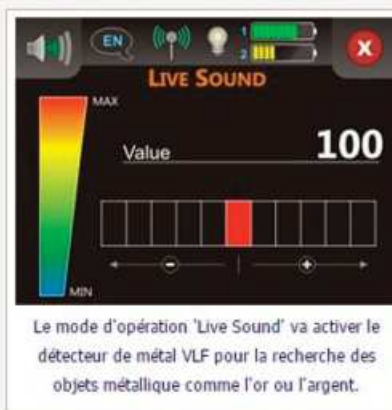 EN
1
2
X
LIVE SOUND
MAX
Value 100
MIN
Le mode d'opération 'Live Sound' va activer le
détecteur de métal VLF pour la recherche des
objets métallique comme l'or ou l'argent.